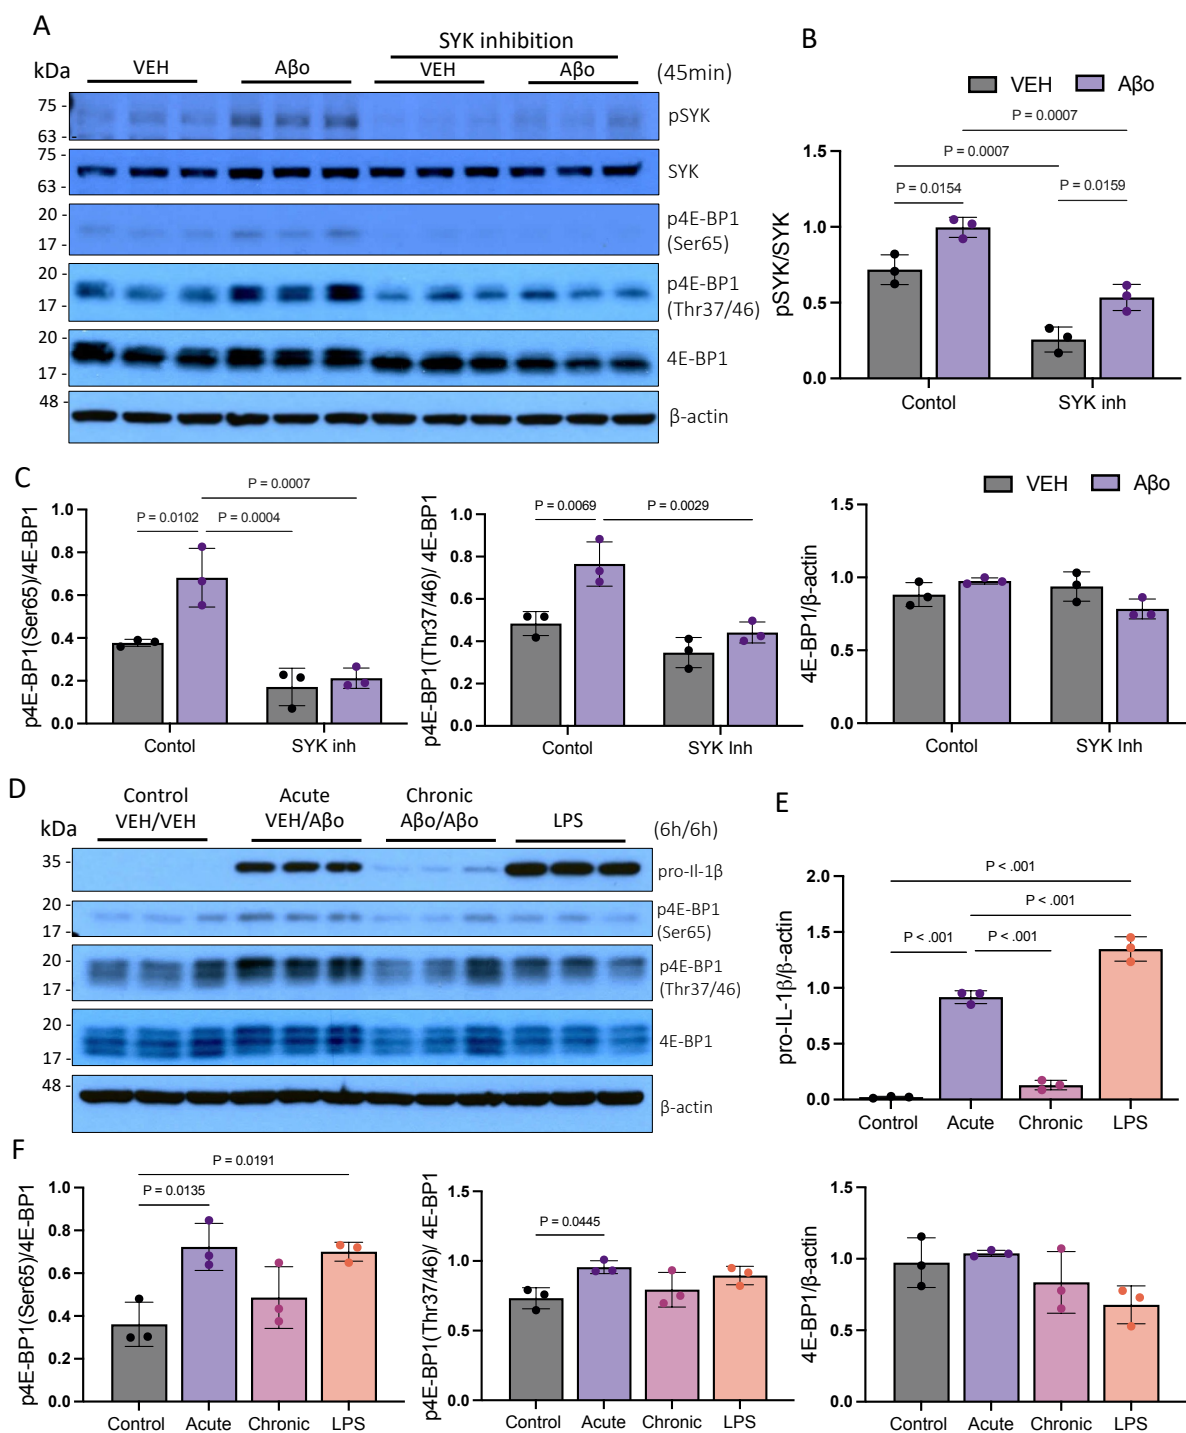 A
SYK inhibition
kDa
VEH
Aβo
VEH
Aβo
(45min)
75 -
63 -
pSYK
75 -
63 -
SYK
20 -
17 -
p4E-BP1
(Ser65)
20 -
17 -
p4E-BP1
(Thr37/46)
20 -
17 -
4E-BP1
48 -
β-actin
B
VEH
Aβo
P = 0.0007
P = 0.0007
P = 0.0154
P = 0.0159
pSYK/SYK
1.5
1.0
0.5
0.0
Contol
SYK inh
C
p4E-BP1(Ser65)/4E-BP1
1.0
0.8
0.6
0.4
0.2
0.0
P = 0.0007
P = 0.0102
P = 0.0004
Contol
SYK inh
p4E-BP1(Thr37/46)/ 4E-BP1
1.0
0.8
0.6
0.4
0.2
0.0
P = 0.0069
P = 0.0029
Contol
SYK Inh
VEH
Aβo
4E-BP1/β-actin
1.5
1.0
0.5
0.0
Contol
SYK Inh
D
kDa
Control
VEH/VEH
Acute
VEH/Aβo
Chronic
Aβo/Aβo
LPS
(6h/6h)
35 -
pro-Il-1β
20 -
17 -
p4E-BP1
(Ser65)
20 -
17 -
p4E-BP1
(Thr37/46)
20 -
17 -
4E-BP1
48 -
β-actin
E
pro-IL-1β/β-actin
2.0
1.5
1.0
0.5
0.0
P < .001
P < .001
P < .001
P < .001
Control
Acute
Chronic
LPS
F
p4E-BP1(Ser65)/4E-BP1
1.0
0.8
0.6
0.4
0.2
0.0
P = 0.0191
P = 0.0135
Control
Acute
Chronic
LPS
p4E-BP1(Thr37/46)/ 4E-BP1
1.5
1.0
0.5
0.0
P = 0.0445
Control
Acute
Chronic
LPS
4E-BP1/β-actin
1.5
1.0
0.5
0.0
Control
Acute
Chronic
LPS